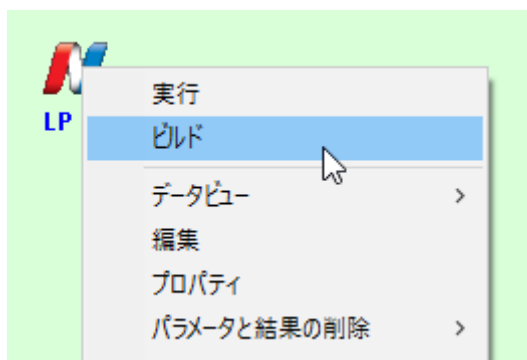 LP
実行
ビルド
データビュー
編集
プロパティ
パラメータと結果の削除